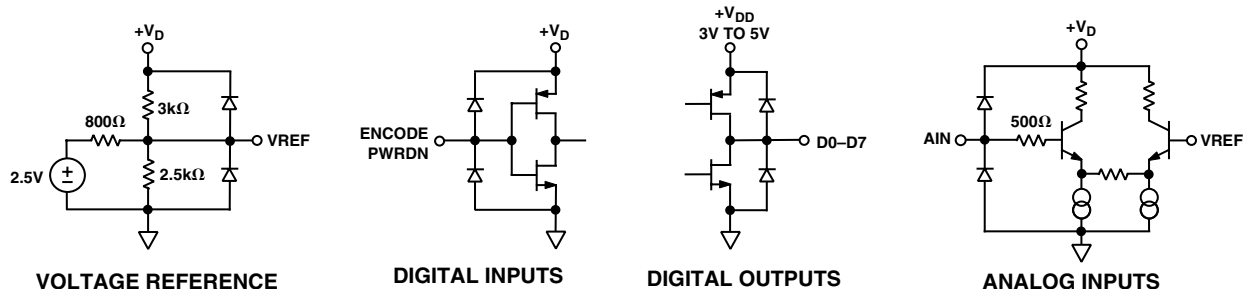 +VD
3kΩ
800Ω
VREF
2.5V
±
2.5kΩ
VOLTAGE REFERENCE
+VD
ENCODE
PWRDN
DIGITAL INPUTS
+VDD
3V TO 5V
D0–D7
DIGITAL OUTPUTS
+VD
500Ω
AIN
VREF
ANALOG INPUTS